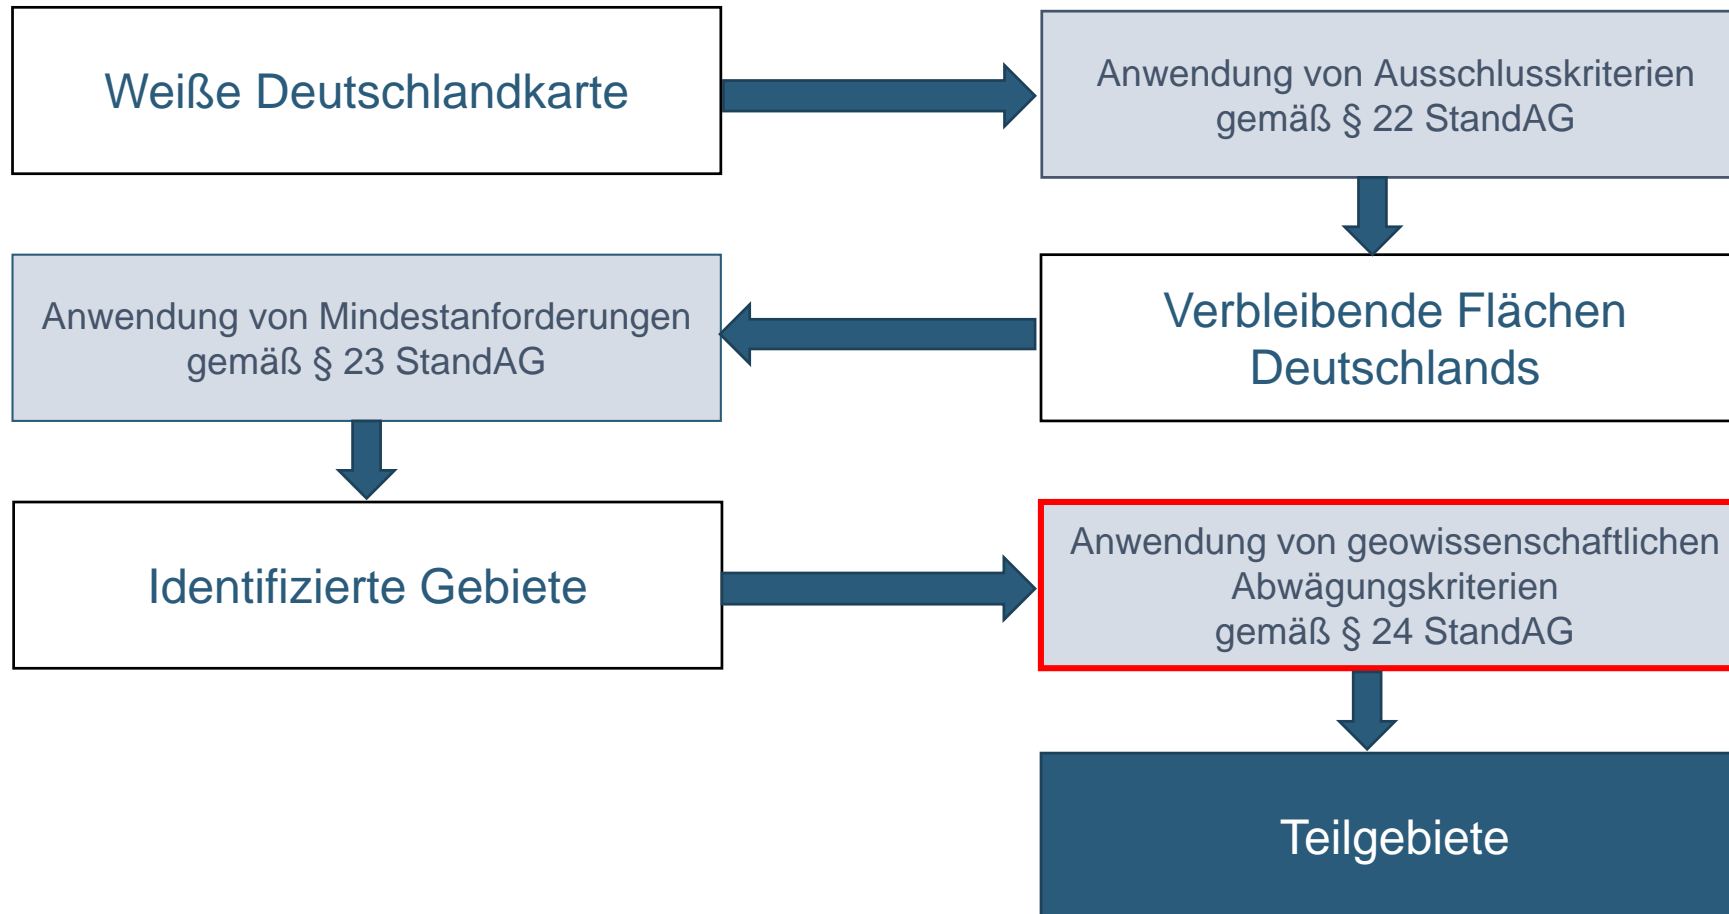 Weiße Deutschlandkarte
Anwendung von Ausschlusskriterien
gemäß § 22 StandAG
Verbleibende Flächen
Deutschlands
Anwendung von Mindestanforderungen
gemäß § 23 StandAG
Identifizierte Gebiete
Anwendung von geowissenschaftlichen
Abwägungskriterien
gemäß § 24 StandAG
Teilgebiete